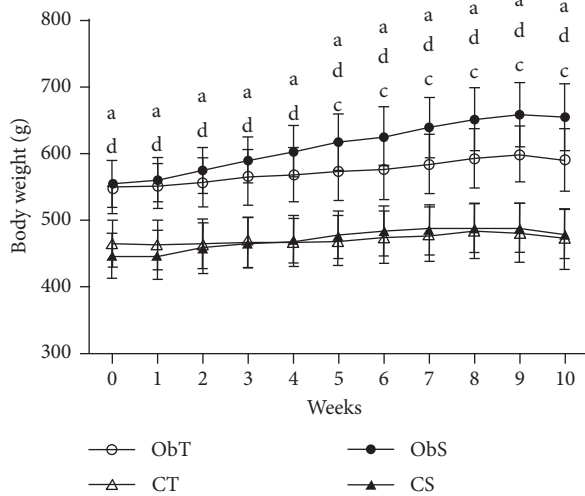 800
700
600
500
400
300
Body weight (g)
a a a a a a a a a a a
d d d d d d d d d d d
c c c c c c
0 1 2 3 4 5 6 7 8 9 10
Weeks
ObT ObS
CT CS